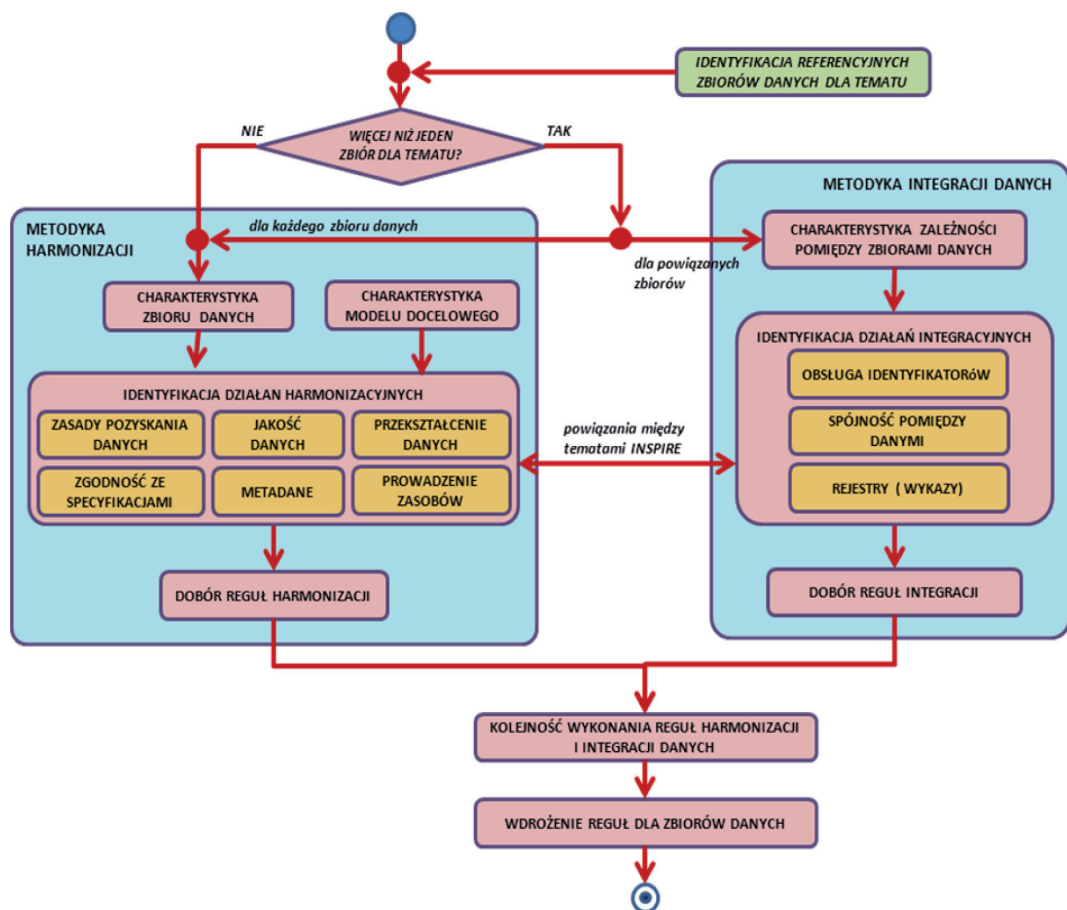 IDENTYFIKACJA REFERENCYJNYCH
ZBIORÓW DANYCH DLA TEMATU
NIE
WIĘCEJ NIŻ JEDEN
ZBIÓR DLA TEMATU?
TAK
METODYKA INTEGRACJI DANYCH
METODYKA
HARMONIZACJI
dla każdego zbioru danych
dla powiązanych
zbiorów
CHARAKTERYSTYKA ZALEŻNOŚCI
POMIĘDZY ZBIORAMI DANYCH
CHARAKTERYSTYKA
ZBIORU DANYCH
CHARAKTERYSTYKA
MODELU DOCELOWEGO
IDENTYFIKACJA DZIAŁAŃ INTEGRACYJNYCH
OBSŁUGA IDENTYFIKATORóW
SPÓJNOŚĆ POMIĘDZY
DANYMI
REJESTRY ( WYKAZY)
IDENTYFIKACJA DZIAŁAN HARMONIZACYJNYCH
ZASADY POZYSKANIA
DANYCH
JAKOŚĆ
DANYCH
PRZEKSZTAŁCENIE
DANYCH
ZGODNOŚĆ ZE
SPECYFIKACJAMI
METADANE
PROWADZENIE
ZASOBÓW
powiązania między
tematami INSPIRE
DOBÓR REGUŁ HARMONIZACJI
DOBÓR REGUŁ INTEGRACJI
KOLEJNOŚĆ WYKONANIA REGUŁ HARMONIZACJI
I INTEGRACJI DANYCH
WDROŻENIE REGUŁ DLA ZBIORÓW DANYCH